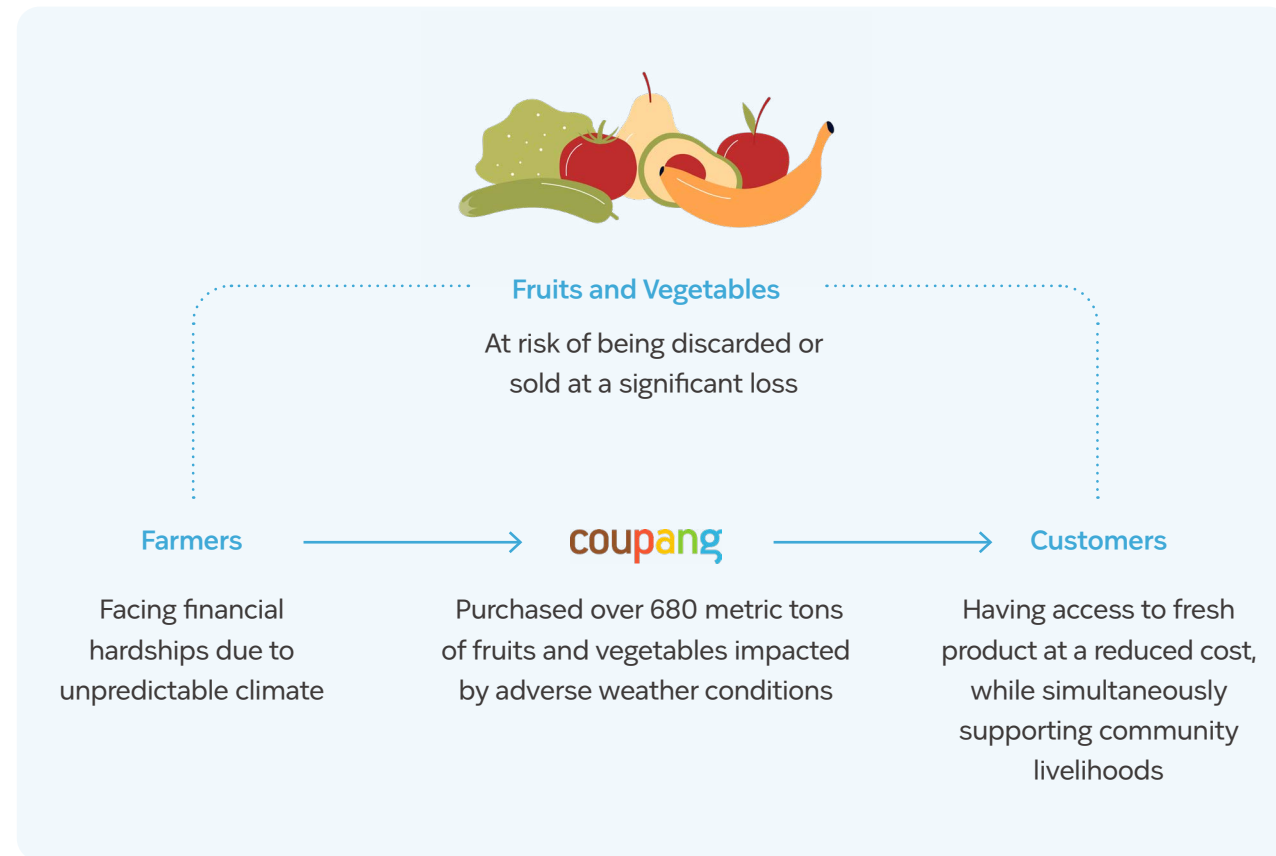 Fruits and Vegetables
At risk of being discarded or
sold at a significant loss
Farmers
Facing financial
hardships due to
unpredictable climate
coupang
Purchased over 680 metric tons
of fruits and vegetables impacted
by adverse weather conditions
Customers
Having access to fresh
product at a reduced cost,
while simultaneously
supporting community
livelihoods